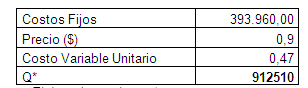 Costos Fijos 393.960,00
Precio ($) 0,9
Costo Variable Unitario 0,47
Q* 912510